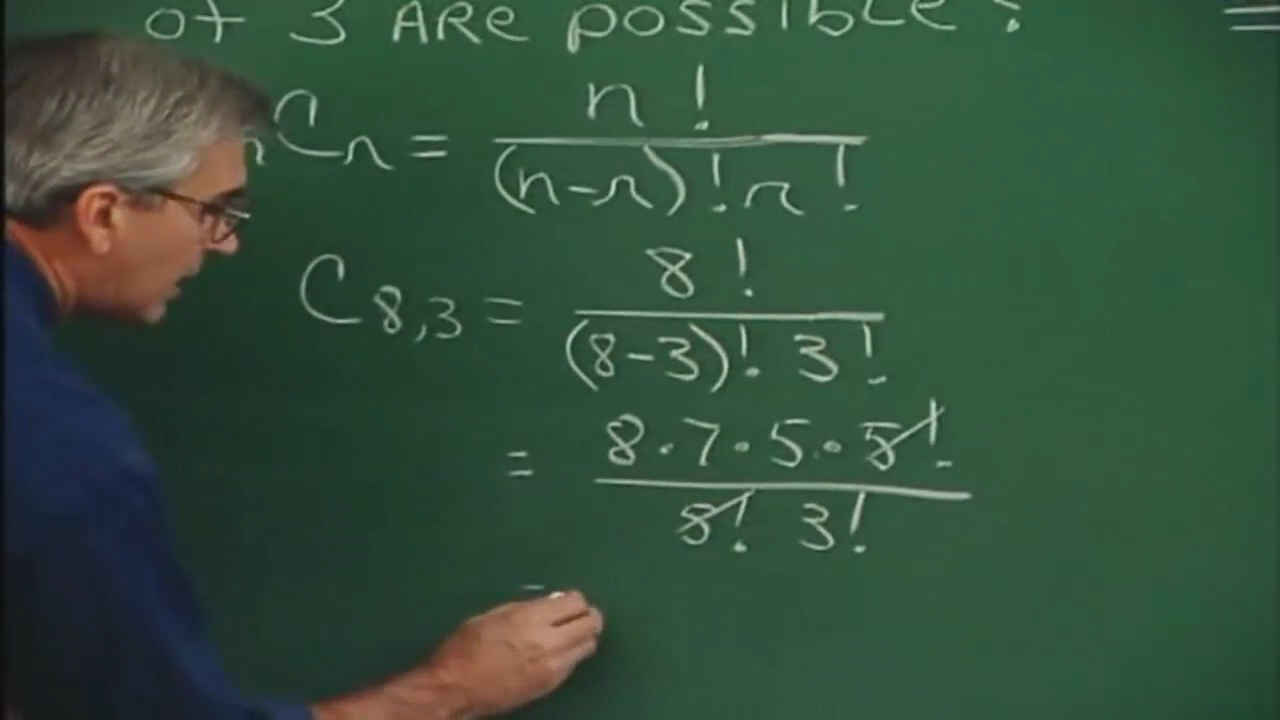 of 3 ARe possible?
nCr = n! / (n-r)! r!
C8,3 = 8! / (8-3)! 3!
= 8·7·5·5! / 5! 3!
=